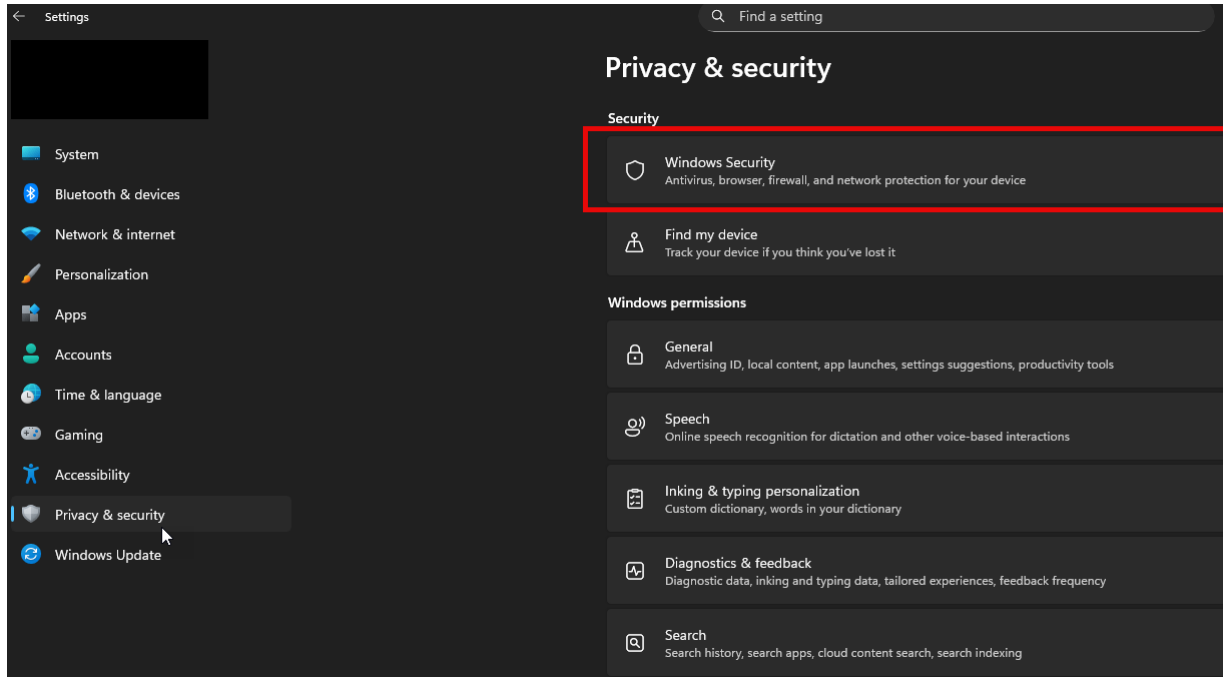 Settings
Find a setting
System
Bluetooth & devices
Network & internet
Personalization
Apps
Accounts
Time & language
Gaming
Accessibility
Privacy & security
Windows Update
Privacy & security
Security
Windows Security
Antivirus, browser, firewall, and network protection for your device
Find my device
Track your device if you think you've lost it
Windows permissions
General
Advertising ID, local content, app launches, settings suggestions, productivity tools
Speech
Online speech recognition for dictation and other voice-based interactions
Inking & typing personalization
Custom dictionary, words in your dictionary
Diagnostics & feedback
Diagnostic data, inking and typing data, tailored experiences, feedback frequency
Search
Search history, search apps, cloud content search, search indexing